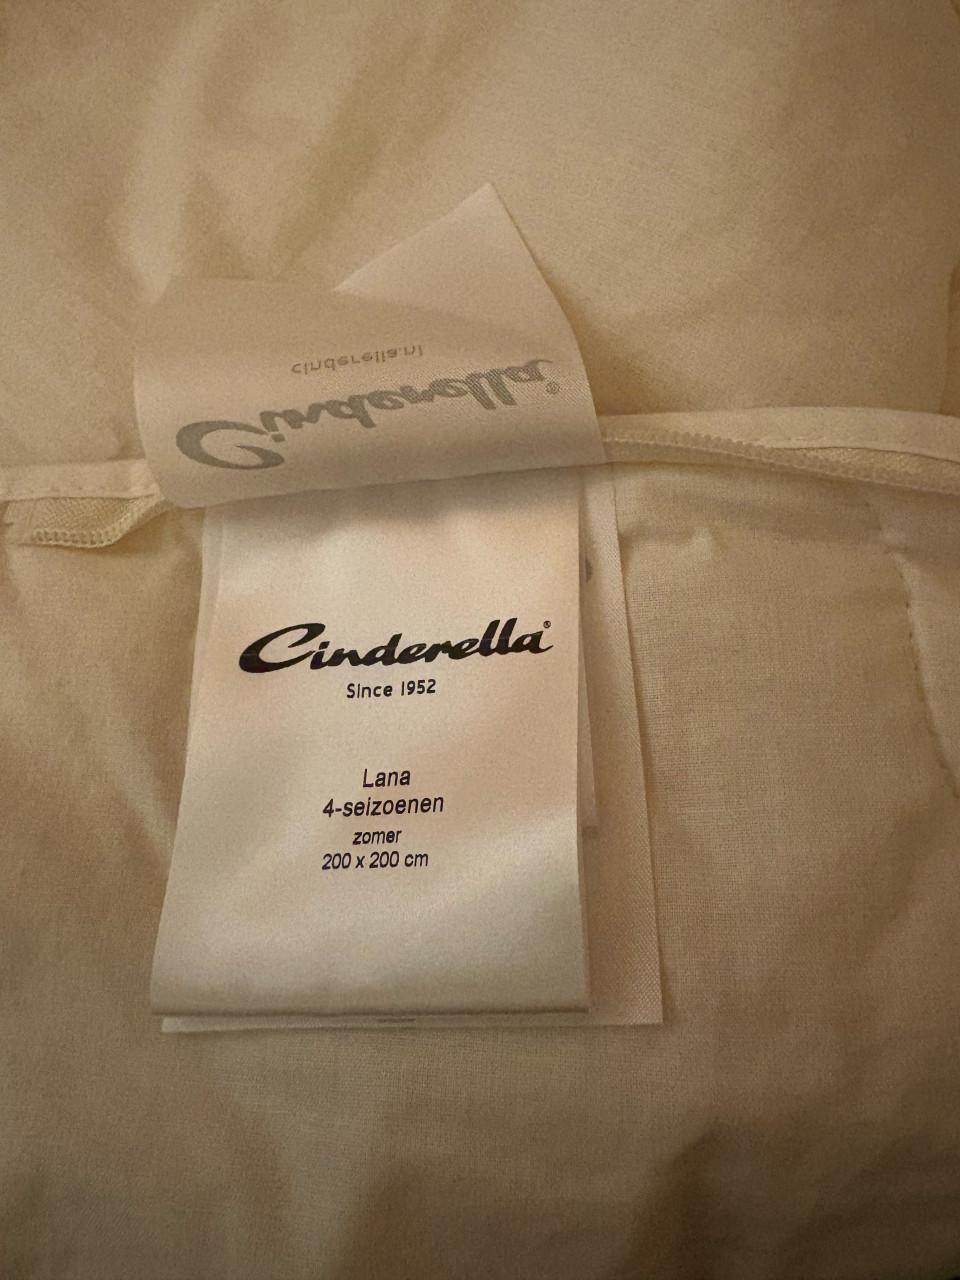 cinderella.nl
Cinderella®
Cinderella®
Since 1952
Lana
4-seizoenen
zomer
200 x 200 cm